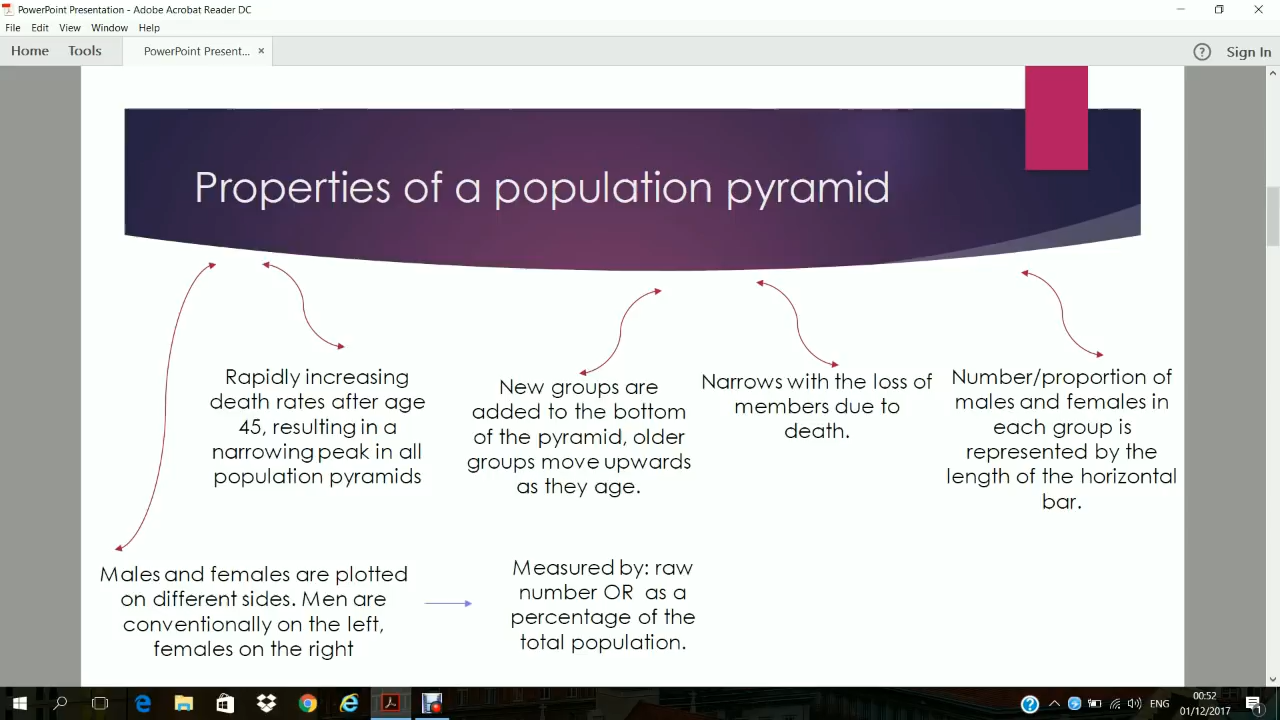 PowerPoint Presentation - Adobe Acrobat Reader DC
File Edit View Window Help
Home Tools PowerPoint Present... × ? Sign In
Properties of a population pyramid
Rapidly increasing
death rates after age
45, resulting in a
narrowing peak in all
population pyramids
New groups are
added to the bottom
of the pyramid, older
groups move upwards
as they age.
Narrows with the loss of
members due to
death.
Number/proportion of
males and females in
each group is
represented by the
length of the horizontal
bar.
Males and females are plotted
on different sides. Men are
conventionally on the left,
females on the right
Measured by: raw
number OR as a
percentage of the
total population.
ENG
00:52
01/12/2017